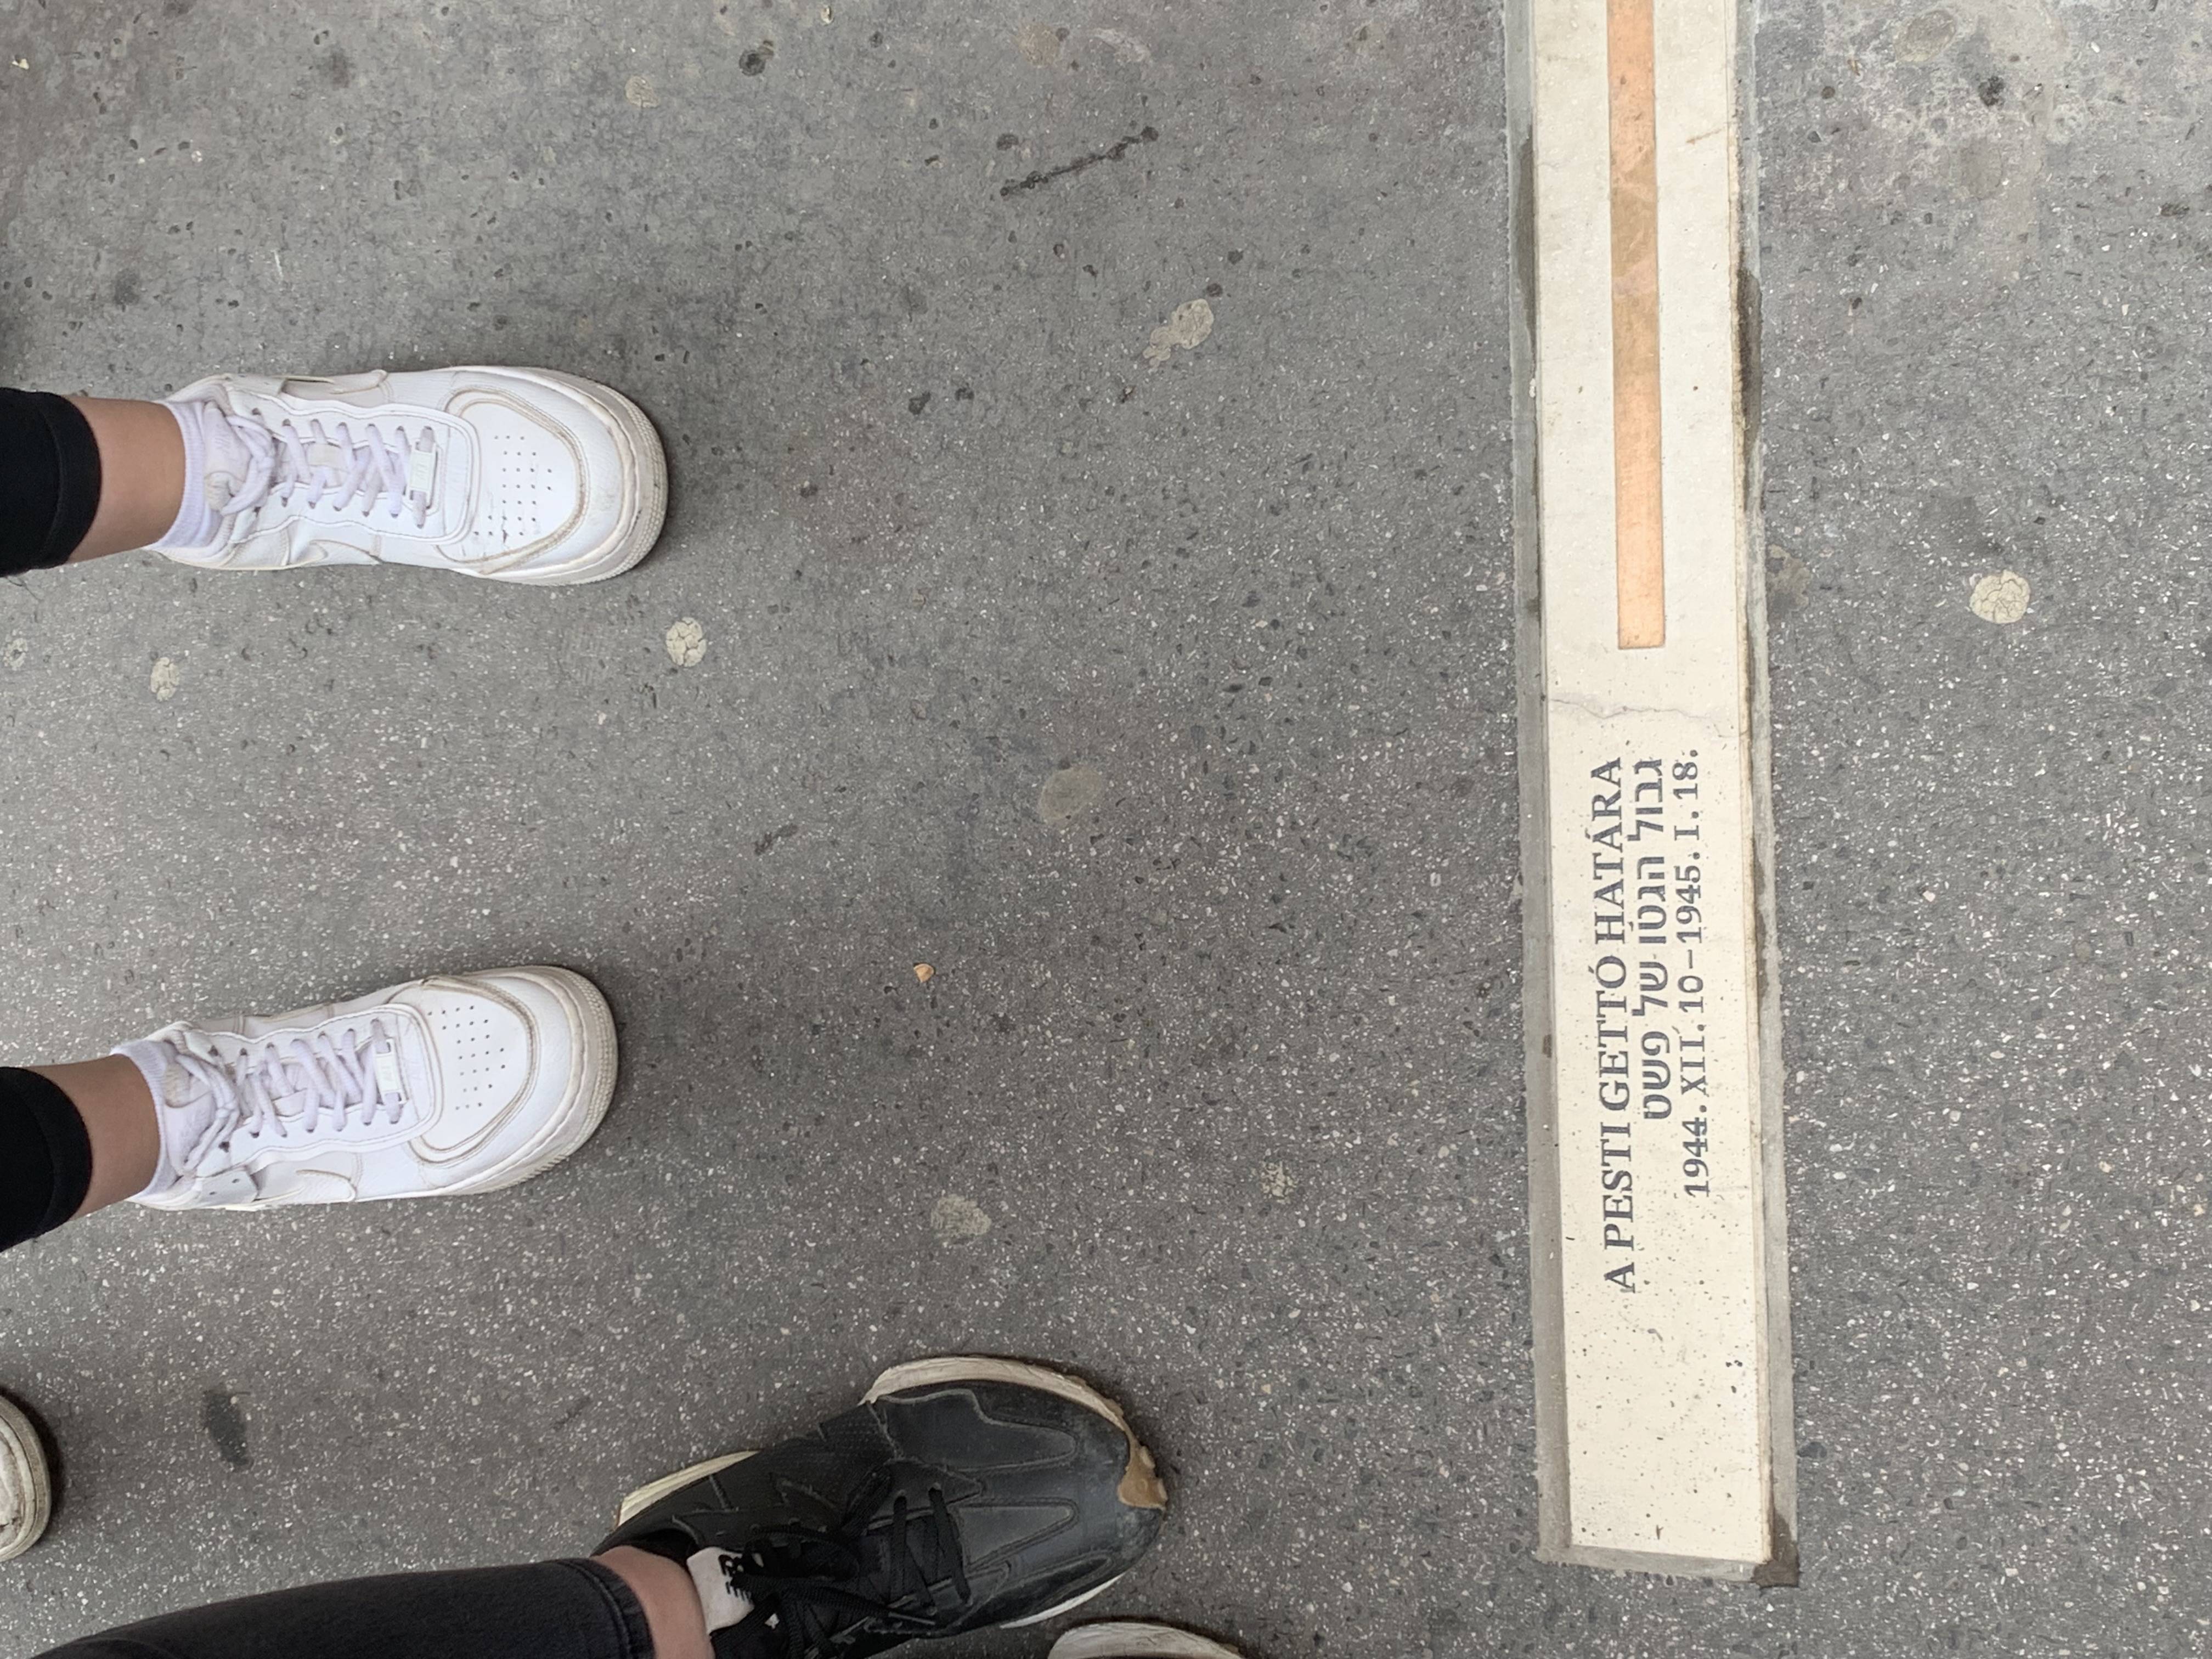 A PESTI GETTÓ HATÁRA
גבול הגטו של פשט
1944. XII. 10–1945. I. 18.